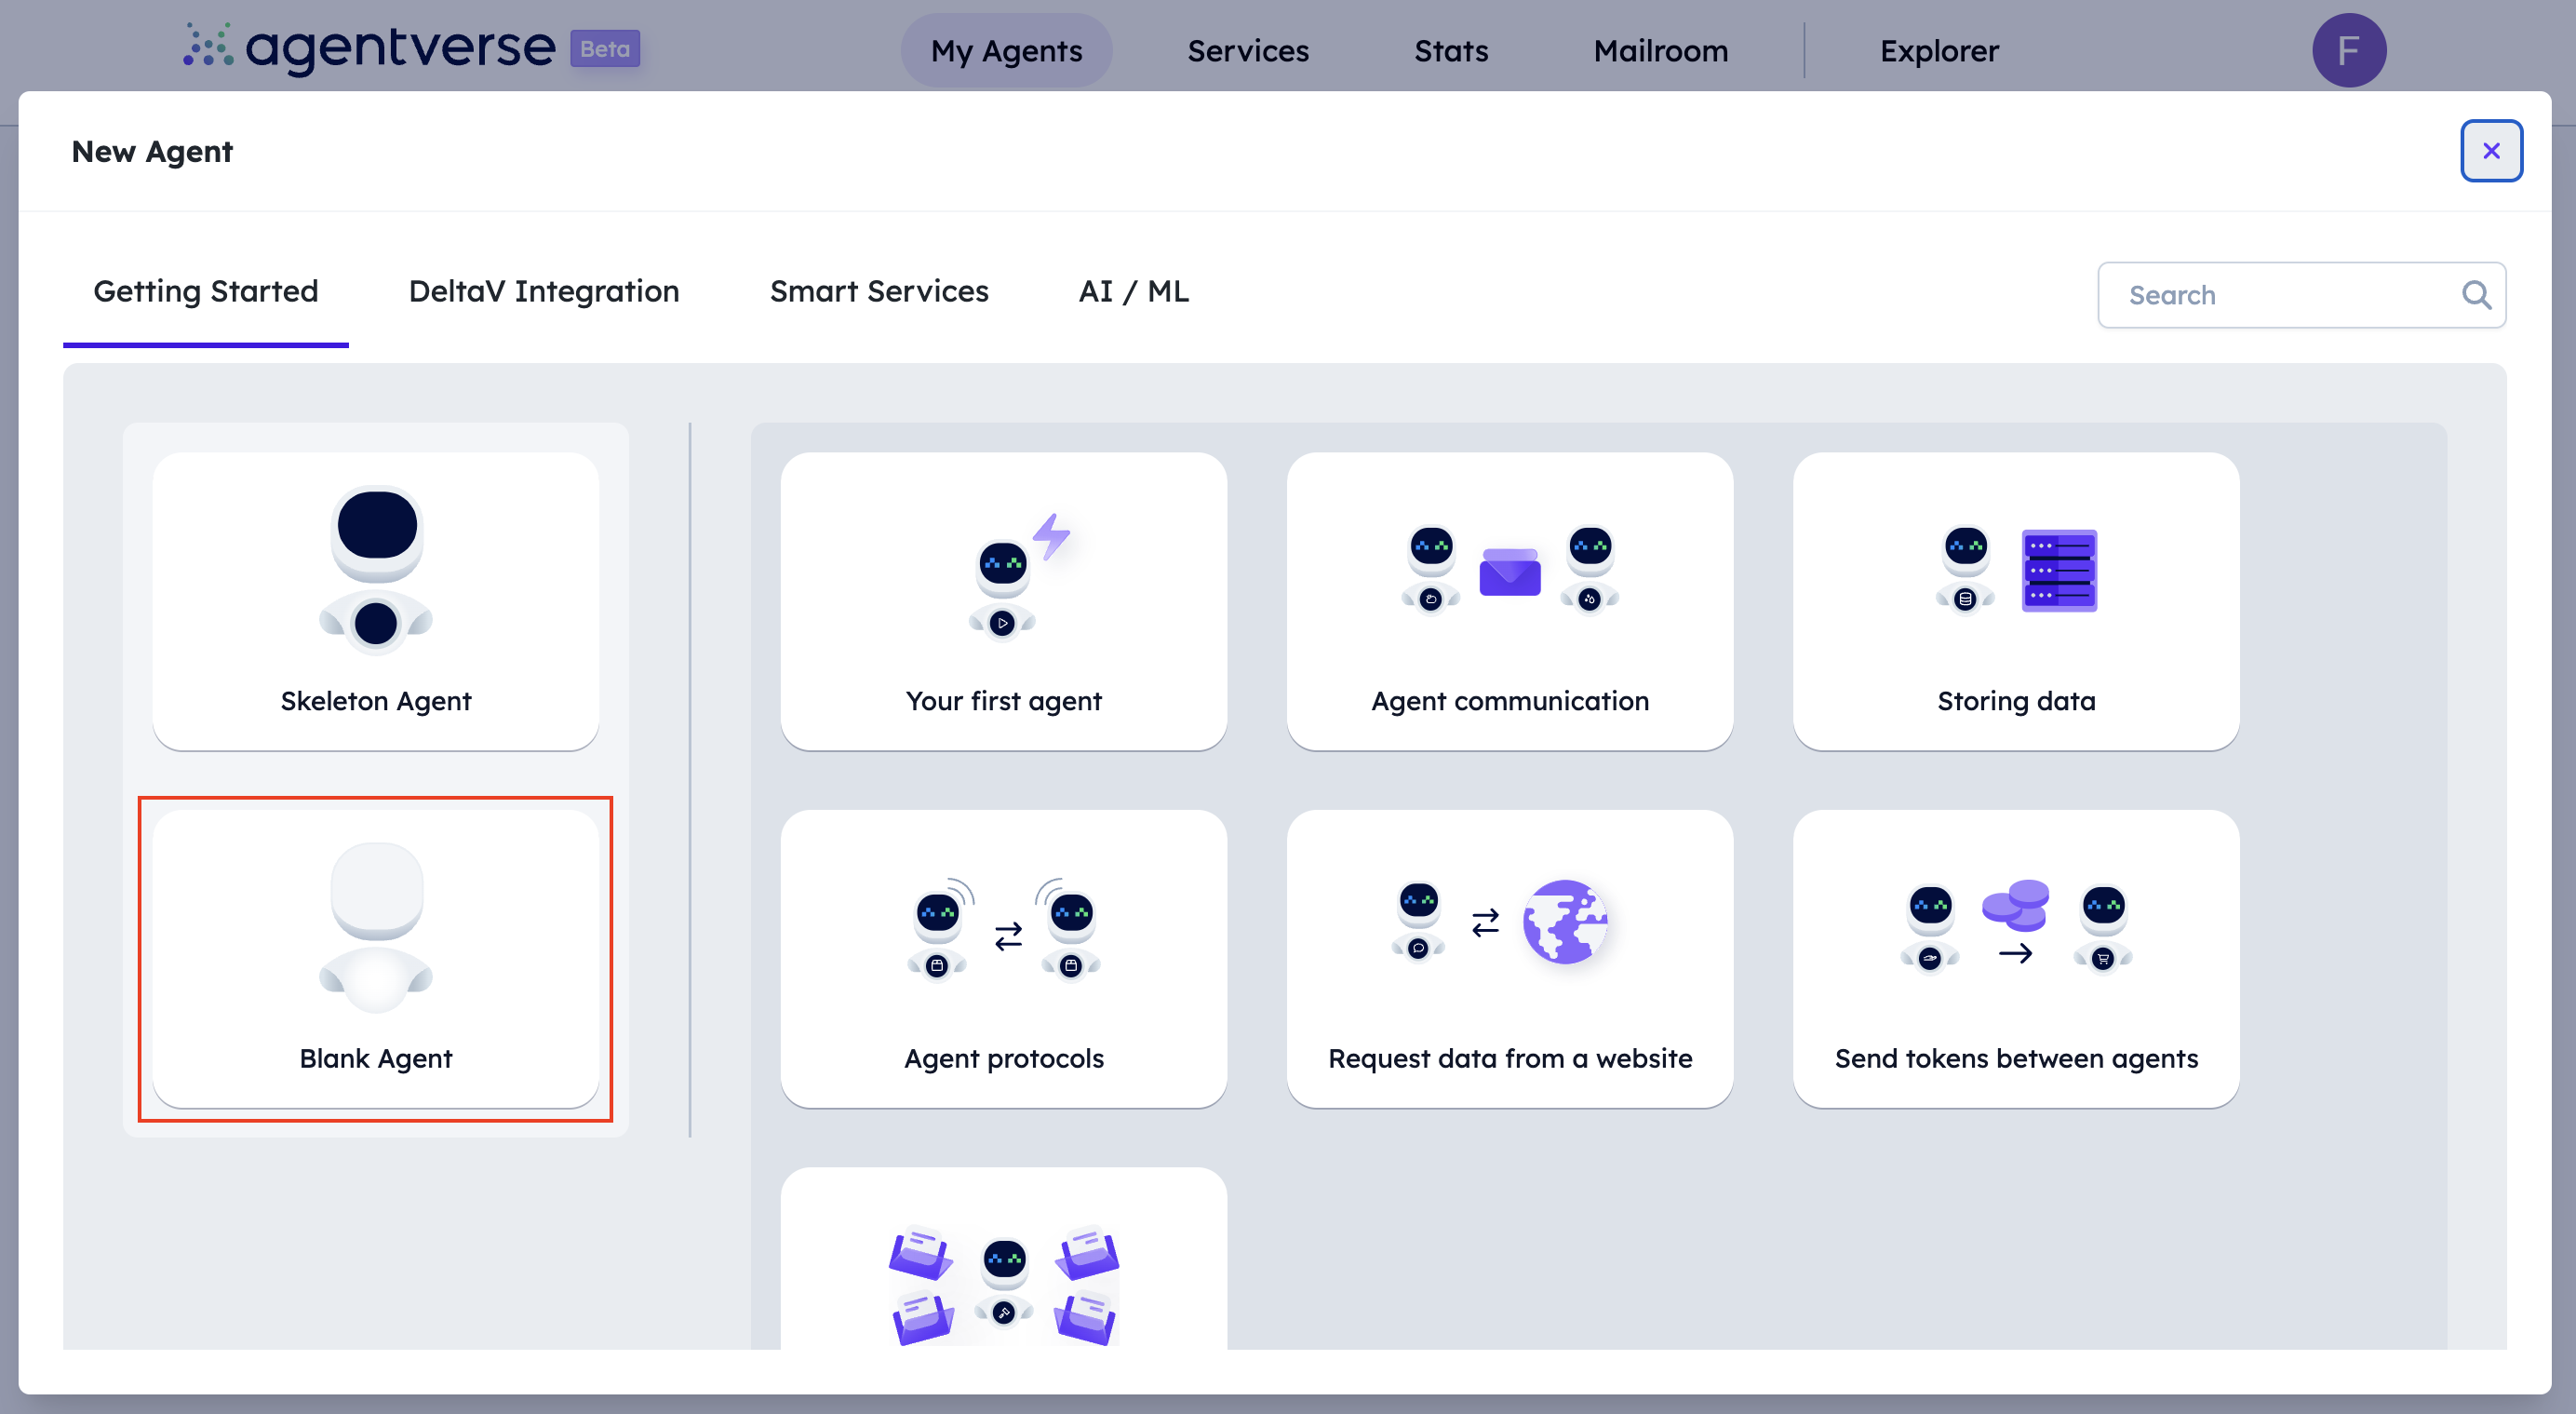 agentverse Beta My Agents Services Stats Mailroom Explorer F
New Agent
Getting Started DeltaV Integration Smart Services AI / ML Search
Skeleton Agent
Blank Agent
Your first agent Agent communication Storing data
Agent protocols Request data from a website Send tokens between agents